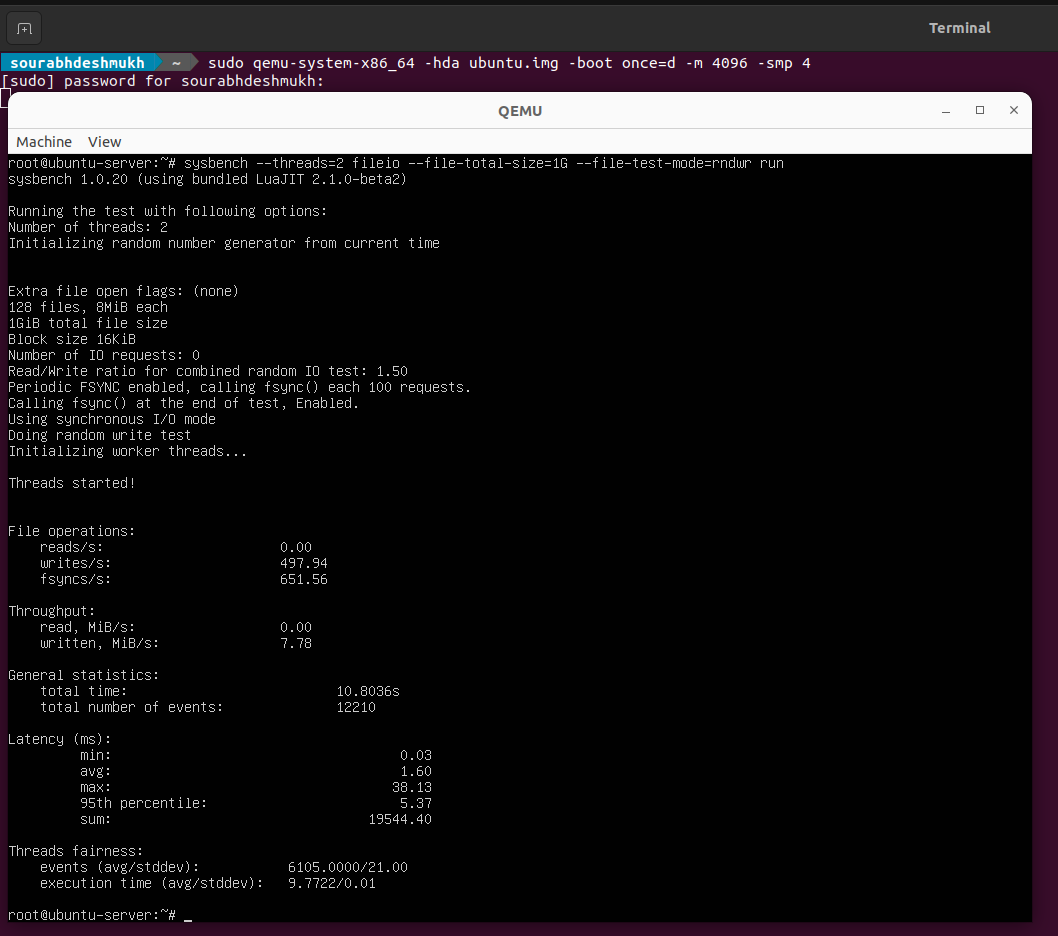 Terminal
sourabhdeshmukh ~ sudo qemu-system-x86_64 -hda ubuntu.img -boot once=d -m 4096 -smp 4
[sudo] password for sourabhdeshmukh:
QEMU
Machine View
root@ubuntu-server:~# sysbench --threads=2 fileio --file-total-size=1G --file-test-mode=rndwr run
sysbench 1.0.20 (using bundled LuaJIT 2.1.0-beta2)
Running the test with following options:
Number of threads: 2
Initializing random number generator from current time
Extra file open flags: (none)
128 files, 8MiB each
1GiB total file size
Block size 16KiB
Number of IO requests: 0
Read/Write ratio for combined random IO test: 1.50
Periodic FSYNC enabled, calling fsync() each 100 requests.
Calling fsync() at the end of test, Enabled.
Using synchronous I/O mode
Doing random write test
Initializing worker threads...
Threads started!
File operations:
reads/s: 0.00
writes/s: 497.94
fsyncs/s: 651.56
Throughput:
read, MiB/s: 0.00
written, MiB/s: 7.78
General statistics:
total time: 10.8036s
total number of events: 12210
Latency (ms):
min: 0.03
avg: 1.60
max: 38.13
95th percentile: 5.37
sum: 19544.40
Threads fairness:
events (avg/stddev): 6105.0000/21.00
execution time (avg/stddev): 9.7722/0.01
root@ubuntu-server:~# _